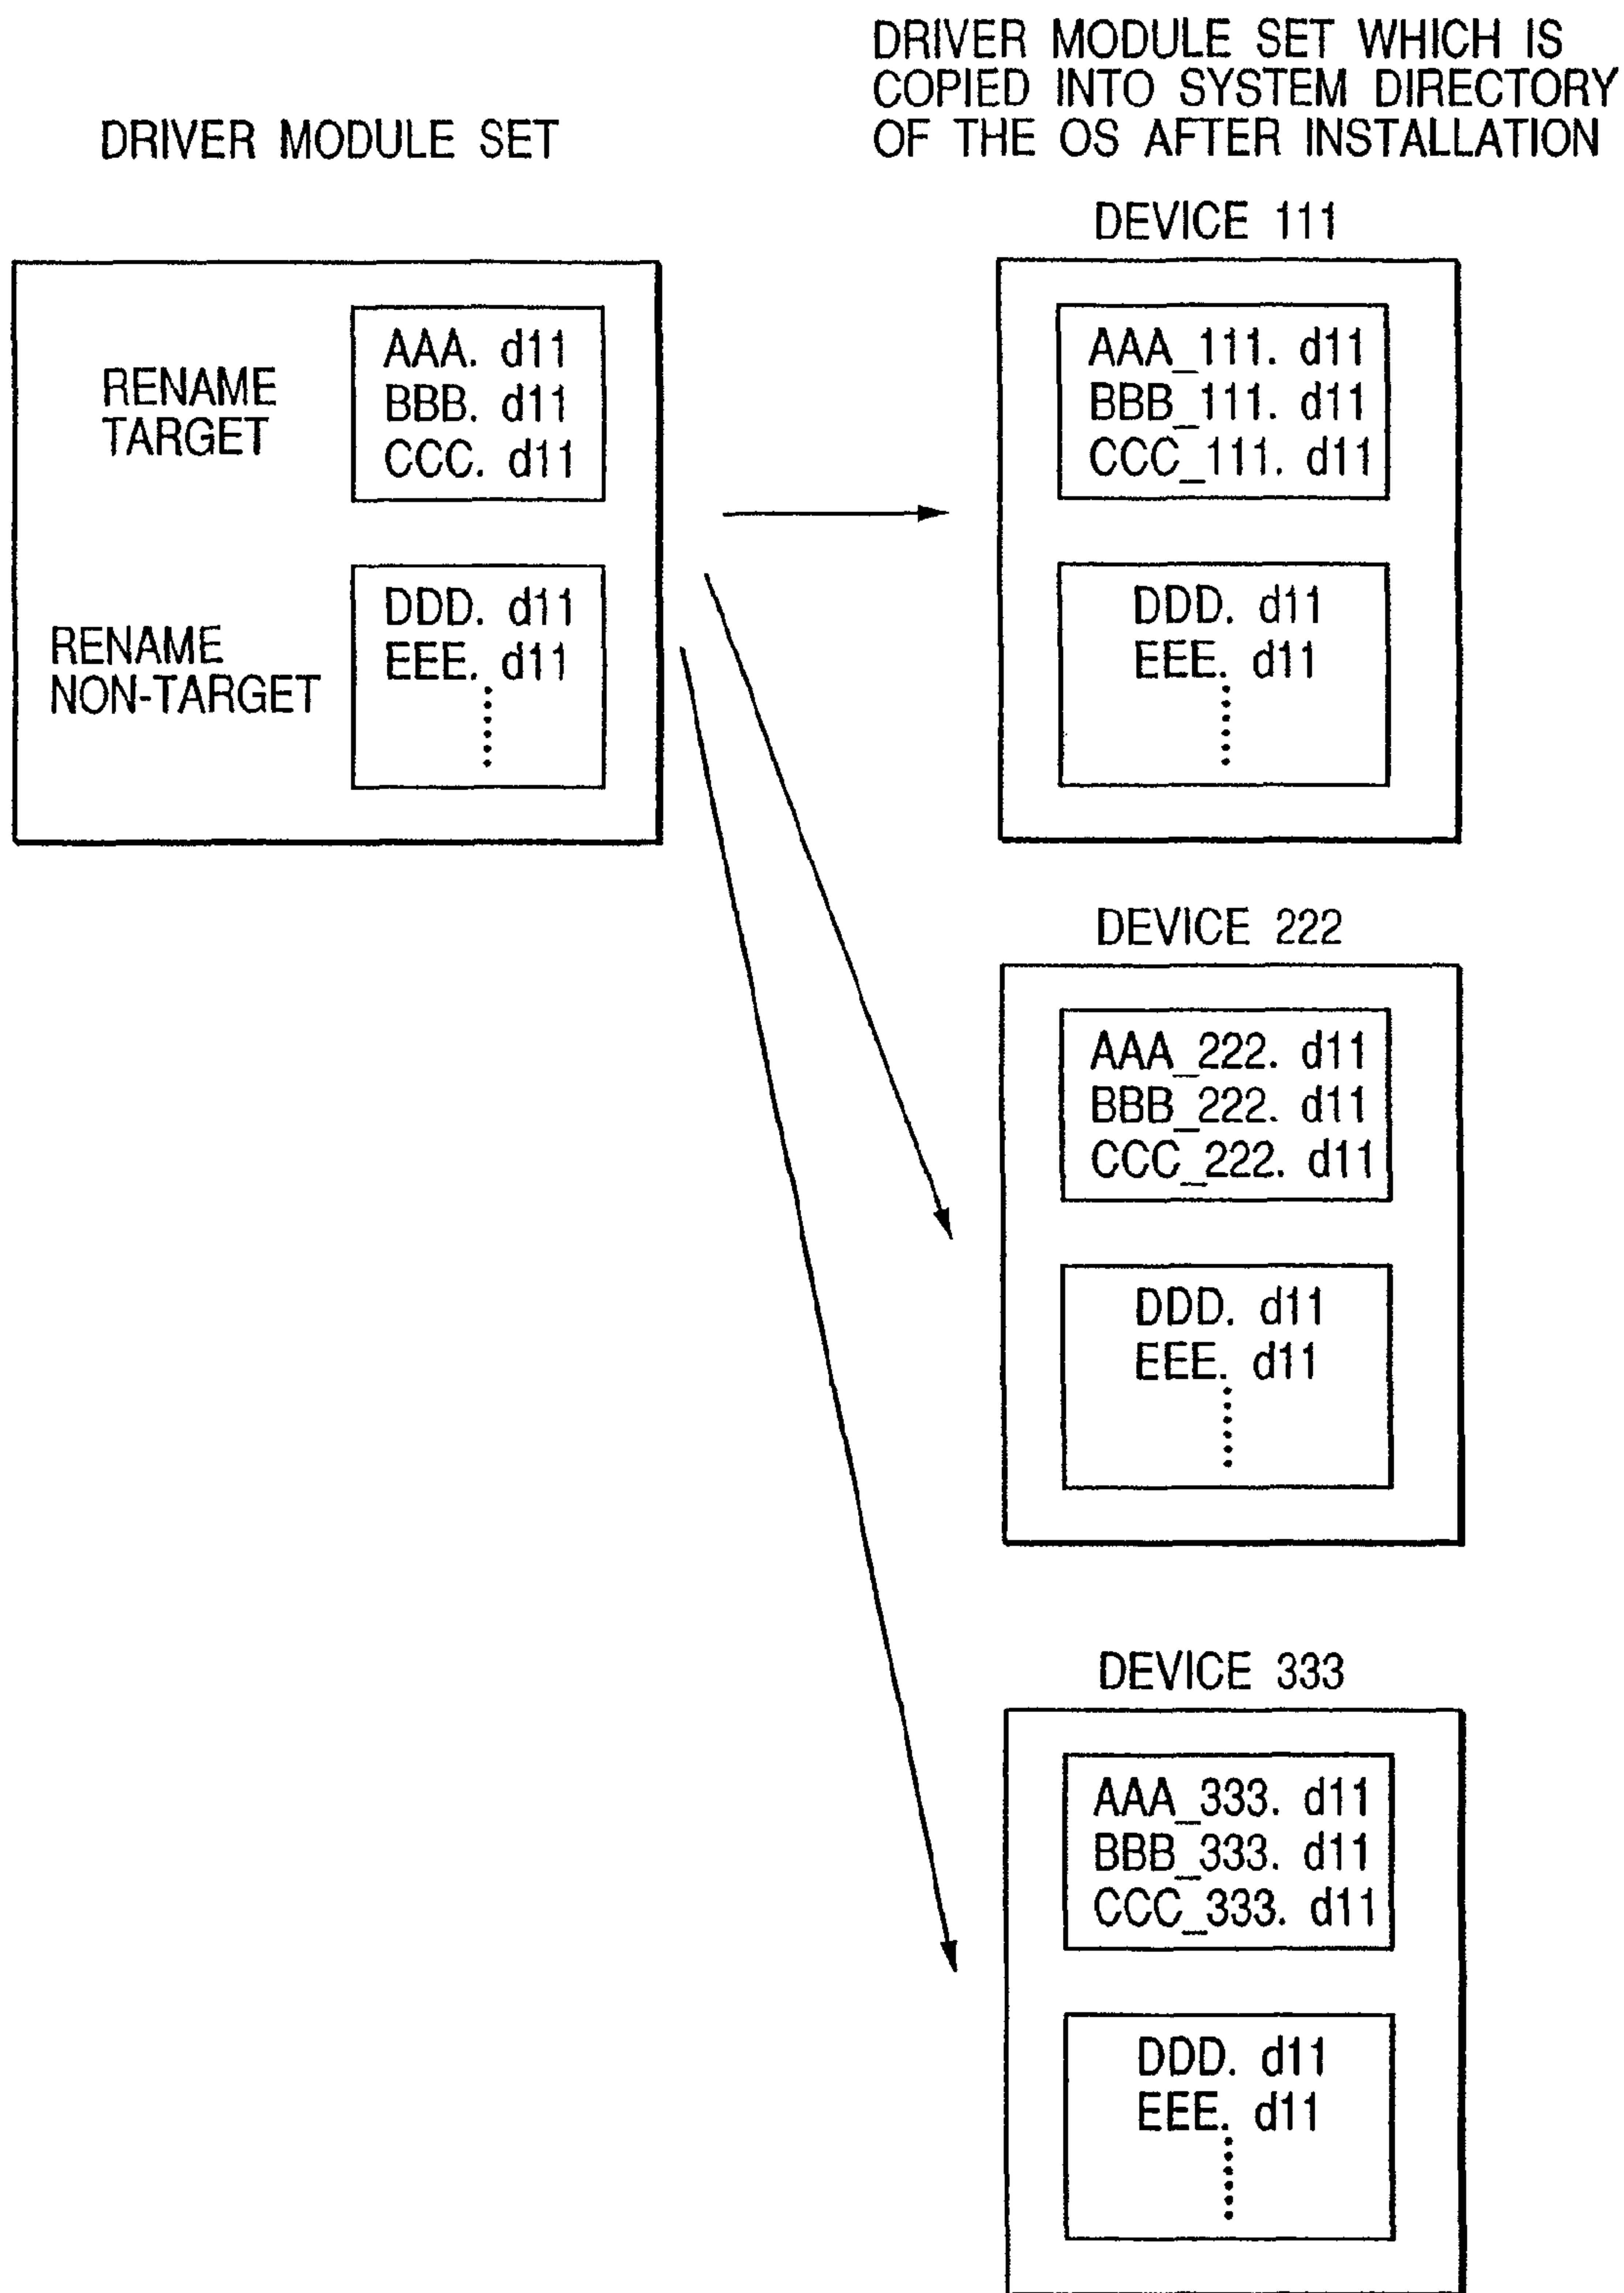 DRIVER MODULE SET
RENAME
TARGET
AAA. d11
BBB. d11
CCC. d11
RENAME
NON-TARGET
DDD. d11
EEE. d11
DRIVER MODULE SET WHICH IS
COPIED INTO SYSTEM DIRECTORY
OF THE OS AFTER INSTALLATION
DEVICE 111
AAA_111. d11
BBB_111. d11
CCC_111. d11
DDD. d11
EEE. d11
DEVICE 222
AAA_222. d11
BBB_222. d11
CCC_222. d11
DDD. d11
EEE. d11
DEVICE 333
AAA_333. d11
BBB_333. d11
CCC_333. d11
DDD. d11
EEE. d11